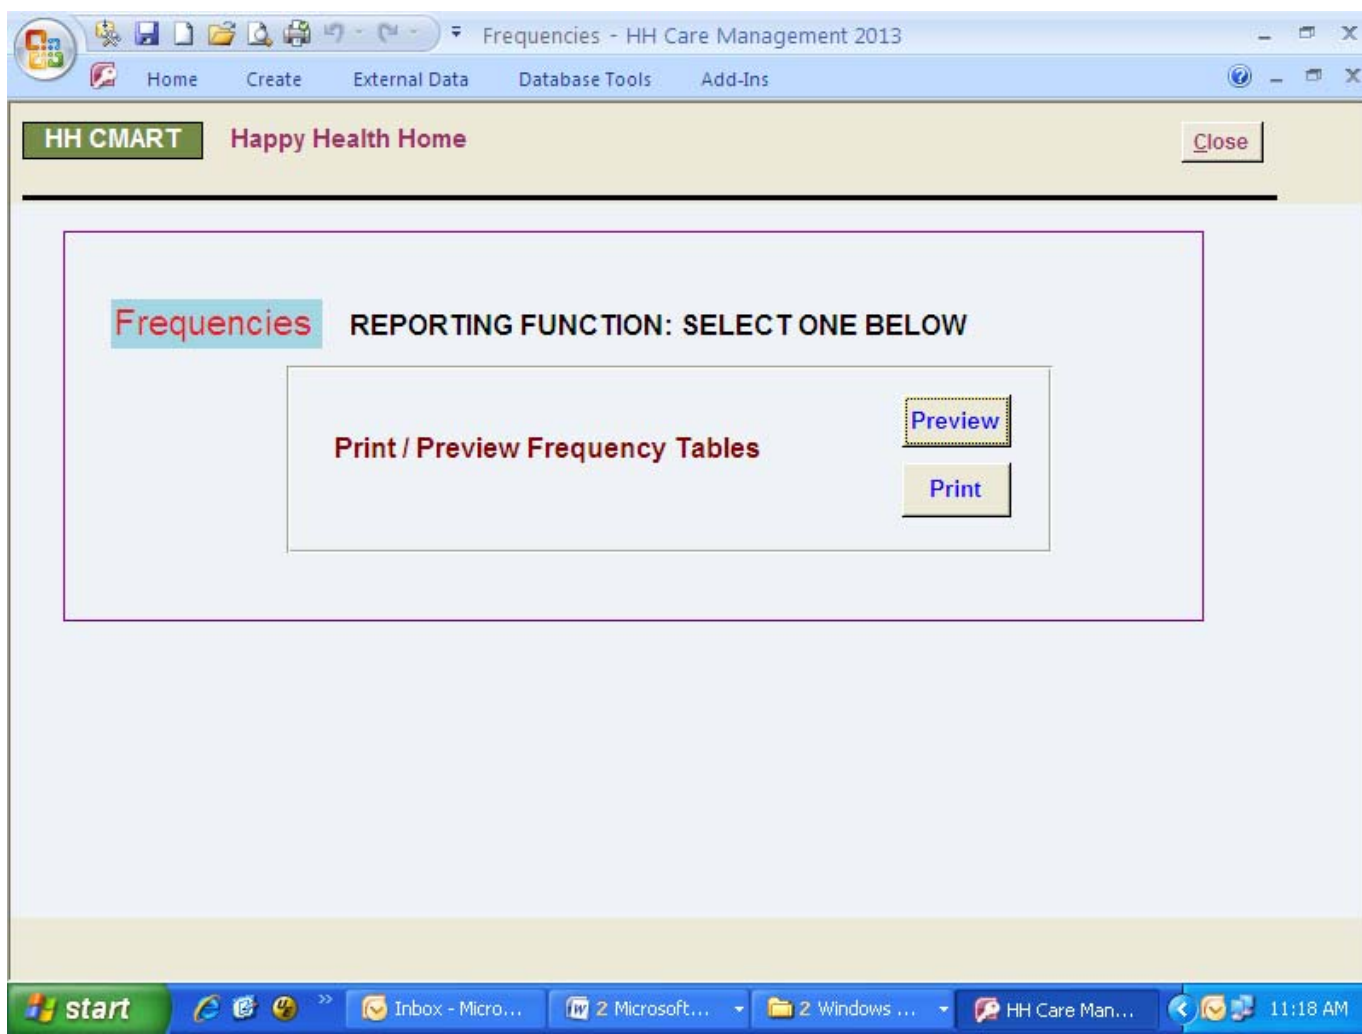 Frequencies - HH Care Management 2013
Home Create External Data Database Tools Add-Ins
HH CMART Happy Health Home Close
Frequencies REPORTING FUNCTION: SELECT ONE BELOW
Preview
Print / Preview Frequency Tables
Print
start Inbox - Micro... 2 Microsoft... 2 Windows ... HH Care Man... 11:18 AM